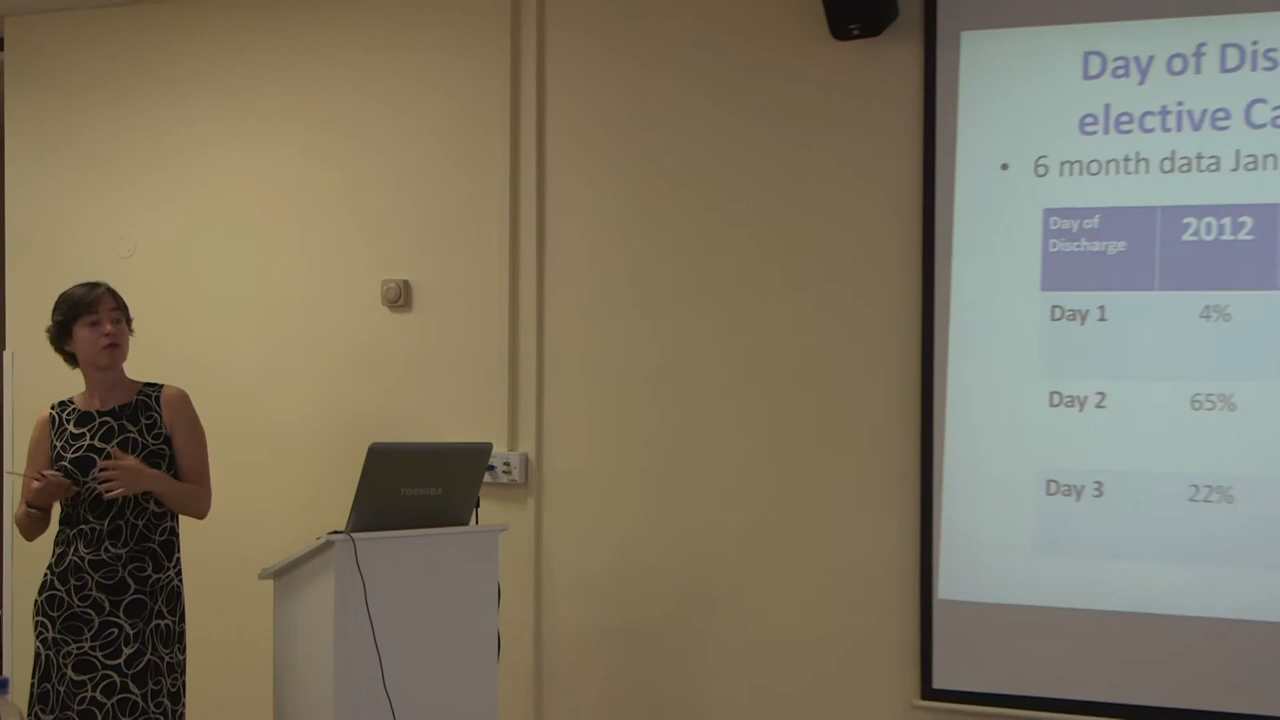 Day of Dis
elective Ca
• 6 month data Jan
Day of
Discharge
2012
Day 1
4%
Day 2
65%
Day 3
22%
TOSHIBA